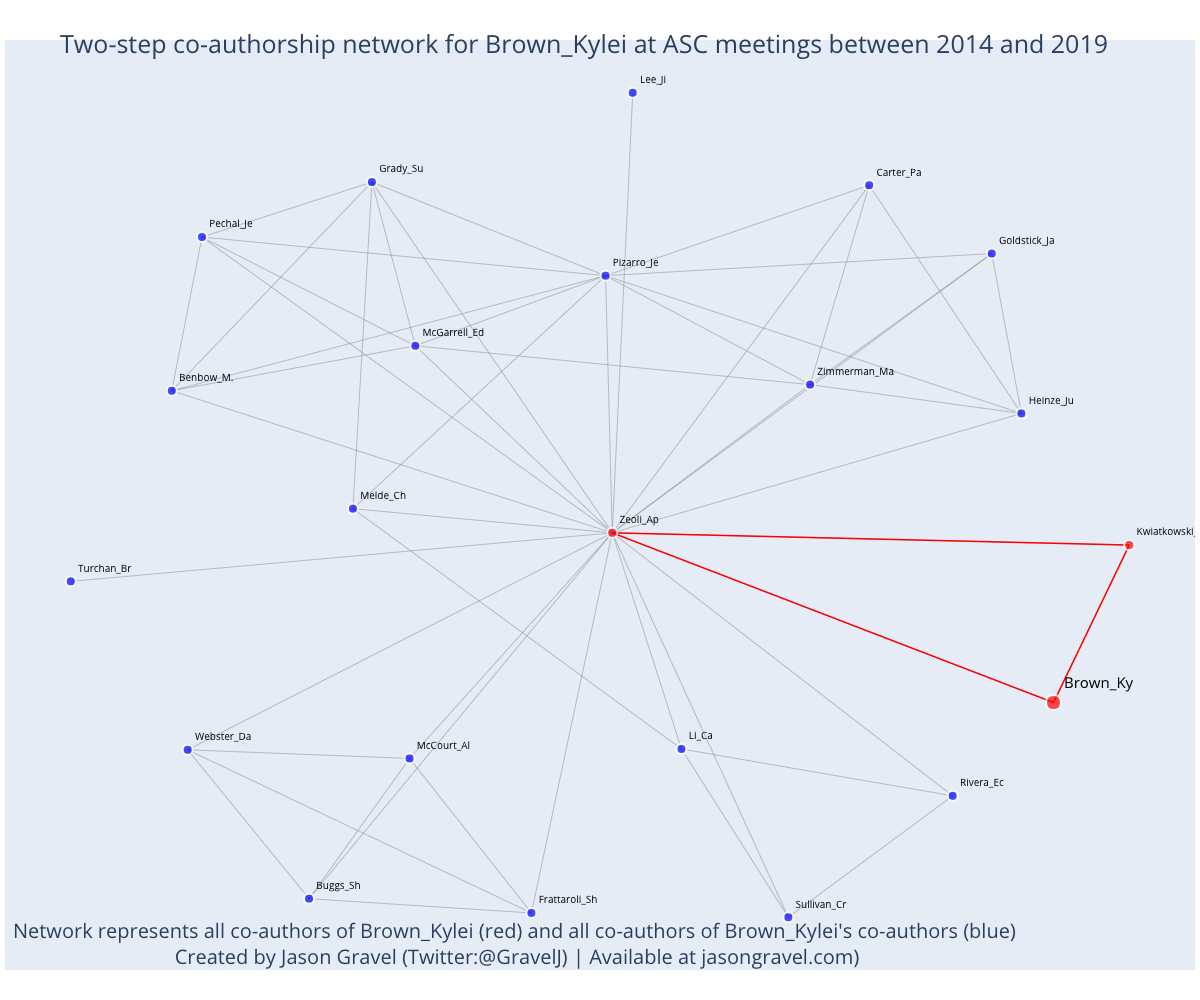 Two-step co-authorship network for Brown_Kylei at ASC meetings between 2014 and 2019
Lee_Ji
Grady_Su
Carter_Pa
Pechal_Je
Goldstick_Ja
Pizarro_Je
McGarrell_Ed
Zimmerman_Ma
Benbow_M.
Heinze_Ju
Melde_Ch
Zeoli_Ap
Kwiatkowski_
Turchan_Br
Brown_Ky
Webster_Da
McCourt_Al
Li_Ca
Rivera_Ec
Buggs_Sh
Frattaroli_Sh
Sullivan_Cr
Network represents all co-authors of Brown_Kylei (red) and all co-authors of Brown_Kylei's co-authors (blue)
Created by Jason Gravel (Twitter:@GravelJ) | Available at jasongravel.com)